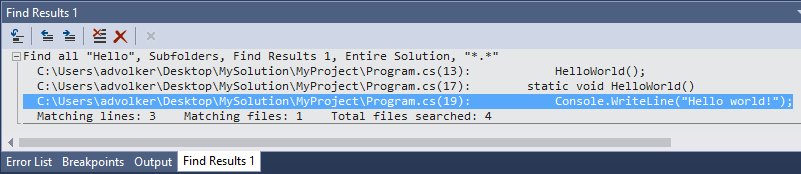 Find Results 1
Find all "Hello", Subfolders, Find Results 1, Entire Solution, "*.*"
C:\Users\advolker\Desktop\MySolution\MyProject\Program.cs(13):            HelloWorld();
C:\Users\advolker\Desktop\MySolution\MyProject\Program.cs(17):        static void HelloWorld()
C:\Users\advolker\Desktop\MySolution\MyProject\Program.cs(19):            Console.WriteLine("Hello world!");
Matching lines: 3    Matching files: 1    Total files searched: 4
Error List Breakpoints Output Find Results 1